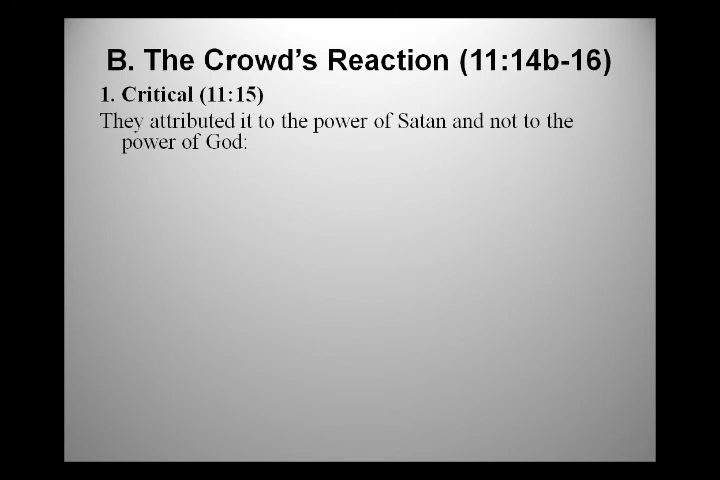 B. The Crowd’s Reaction (11:14b-16)
1. Critical (11:15)
They attributed it to the power of Satan and not to the
power of God: